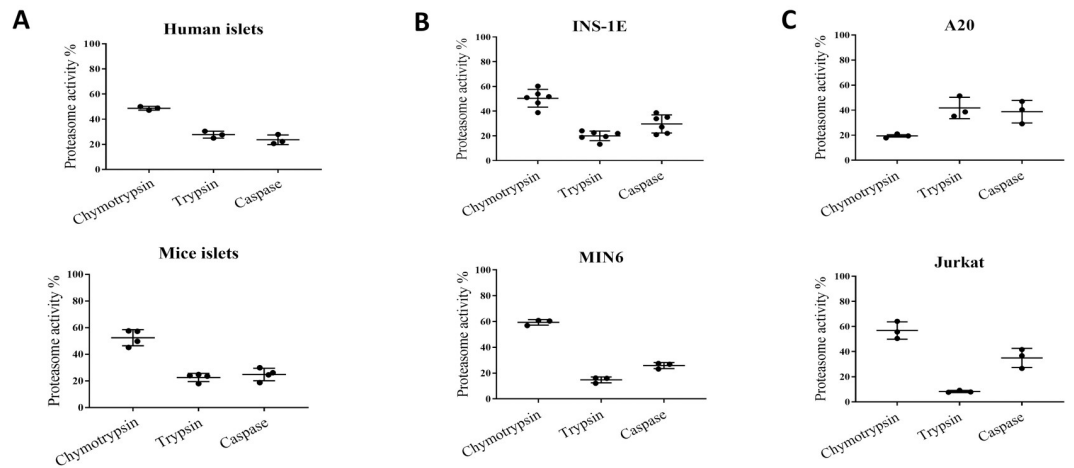 A
Human islets
Proteasome activity %
100
80
60
40
20
0
Chymotrypsin
Trypsin
Caspase
Mice islets
Proteasome activity %
100
80
60
40
20
0
Chymotrypsin
Trypsin
Caspase
B
INS-1E
Proteasome activity %
100
80
60
40
20
0
Chymotrypsin
Trypsin
Caspase
MIN6
Proteasome activity %
100
80
60
40
20
0
Chymotrypsin
Trypsin
Caspase
C
A20
Proteasome activity %
100
80
60
40
20
0
Chymotrypsin
Trypsin
Caspase
Jurkat
Proteasome activity %
100
80
60
40
20
0
Chymotrypsin
Trypsin
Caspase